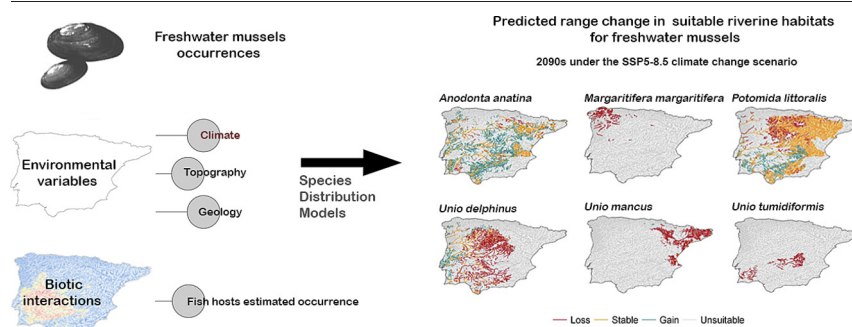 Freshwater mussels
occurrences
Environmental
variables
Climate
Topography
Geology
Biotic
interactions
Fish hosts estimated occurrence
Species
Distribution
Models
Predicted range change in suitable riverine habitats
for freshwater mussels
2090s under the SSP5-8.5 climate change scenario
Anodonta anatina
Margaritifera margaritifera
Potomida littoralis
Unio delphinus
Unio mancus
Unio tumidiformis
Loss Stable Gain Unsuitable